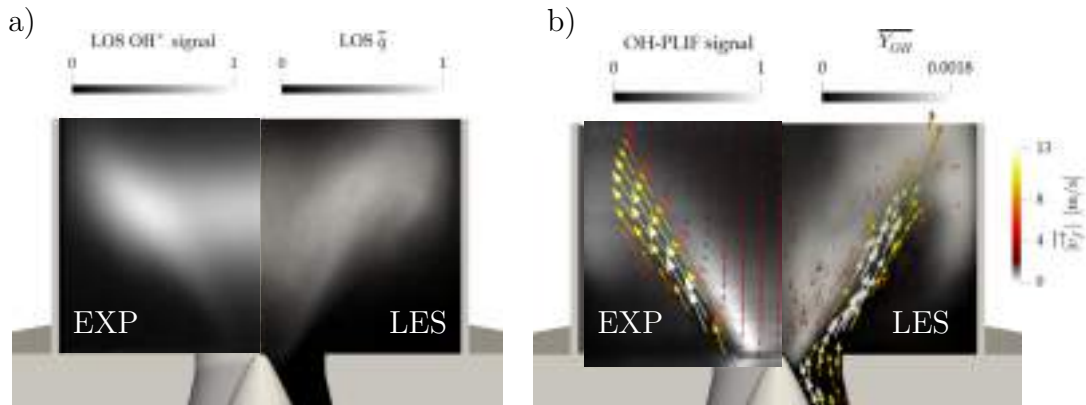 a)
LOS OH* signal
LOS q̄
0
1
0
1
EXP
LES
b)
OH-PLIF signal
Y_OH
0
1
0
0.0018
13
8
4
0
[m/s]
EXP
LES